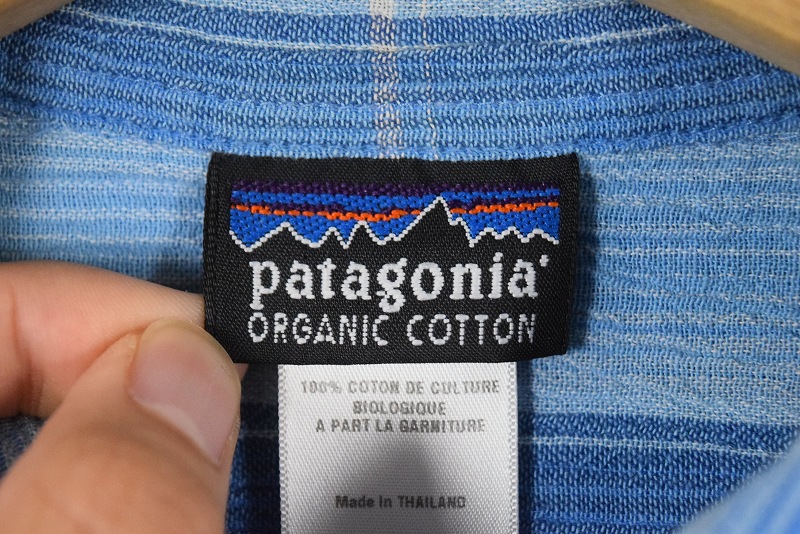 patagonia®
ORGANIC COTTON
100% COTON DE CULTURE
BIOLOGIQUE
A PART LA GARNITURE
Made in THAILAND